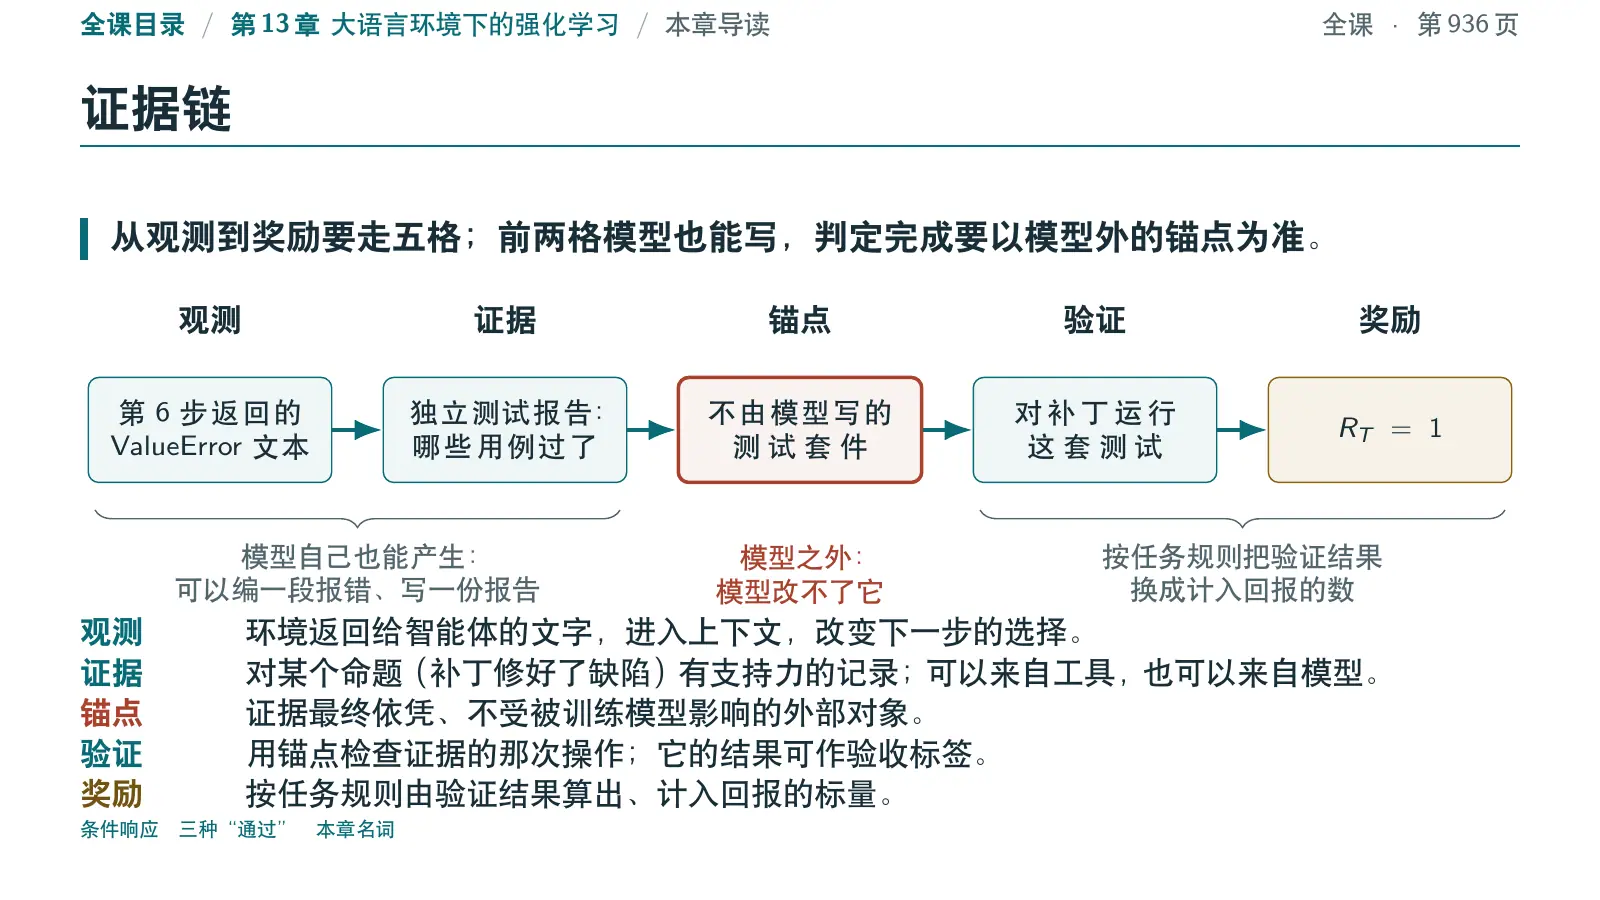 全课目录 / 第 13 章 大语言环境下的强化学习 / 本章导读
全课 · 第 936 页
证据链
从观测到奖励要走五格；前两格模型也能写，判定完成要以模型外的锚点为准。
观测 证据 锚点 验证 奖励
第 6 步返回的
ValueError 文本
独立测试报告：
哪些用例过了
不由模型写的
测试套件
对补丁运行
这套测试
R_T = 1
模型自己也能产生：
可以编一段报错、写一份报告
模型之外：
模型改不了它
按任务规则把验证结果
换成计入回报的数
观测 环境返回给智能体的文字，进入上下文，改变下一步的选择。
证据 对某个命题（补丁修好了缺陷）有支持力的记录；可以来自工具，也可以来自模型。
锚点 证据最终依凭、不受被训练模型影响的外部对象。
验证 用锚点检查证据的那次操作；它的结果可作验收标签。
奖励 按任务规则由验证结果算出、计入回报的标量。
条件响应 三种“通过” 本章名词